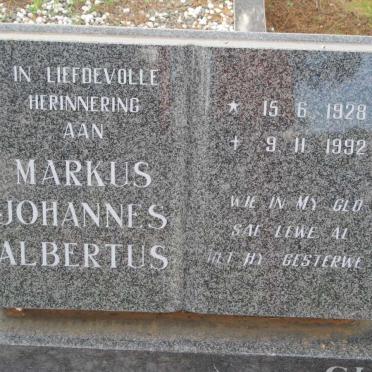 IN LIEFDEVOLLE
HERINNERING
AAN
MARKUS
JOHANNES
ALBERTUS
★ 15 6 1928
✝ 9 11 1992
WIE IN MY GLO
SAL LEWE AL
HET HY GESTERWE